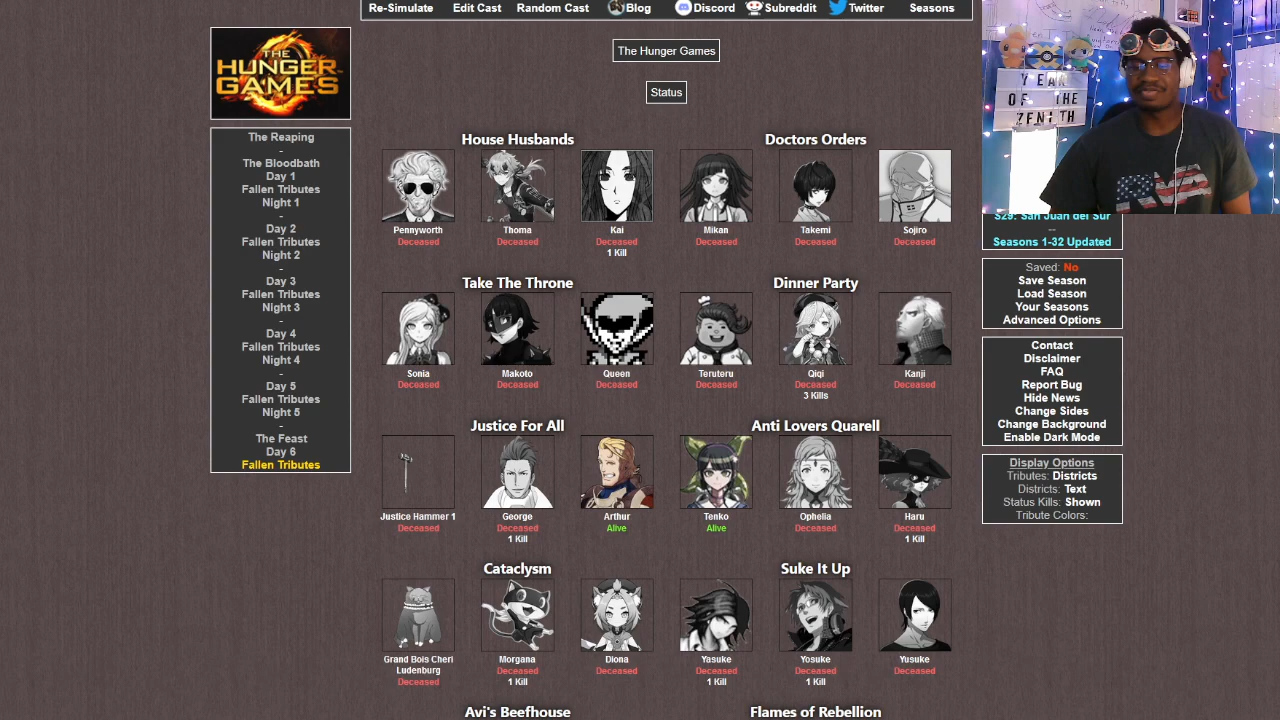 Re-Simulate Edit Cast Random Cast Blog Discord Subreddit Twitter Seasons
THE
HUNGER
GAMES
The Hunger Games
Status
The Reaping
-
The Bloodbath
Day 1
Fallen Tributes
Night 1
-
Day 2
Fallen Tributes
Night 2
-
Day 3
Fallen Tributes
Night 3
-
Day 4
Fallen Tributes
Night 4
-
Day 5
Fallen Tributes
Night 5
-
The Feast
Day 6
Fallen Tributes
House Husbands Doctors Orders
Pennyworth Thoma Kai Mikan Takemi Sojiro
Deceased Deceased Deceased Deceased Deceased Deceased
1 Kill
Take The Throne Dinner Party
Sonia Makoto Queen Teruteru Qiqi Kanji
Deceased Deceased Deceased Deceased Deceased Deceased
3 Kills
Justice For All Anti Lovers Quarell
Justice Hammer 1 George Arthur Tenko Ophelia Haru
Deceased Deceased Alive Alive Deceased Deceased
1 Kill 1 Kill
Cataclysm Suke It Up
Grand Bois Cheri Morgana Diona Yasuke Yosuke Yusuke
Ludenburg Deceased Deceased Deceased Deceased Deceased
Deceased 1 Kill 1 Kill 1 Kill
Avi's Beefhouse Flames of Rebellion
YEAR
OF THE
ZENITH
S29: San Juan del Sur
--
Seasons 1-32 Updated
Saved: No
Save Season
Load Season
Your Seasons
Advanced Options
Contact
Disclaimer
FAQ
Report Bug
Hide News
Change Sides
Change Background
Enable Dark Mode
Display Options
Tributes: Districts
Districts: Text
Status Kills: Shown
Tribute Colors: